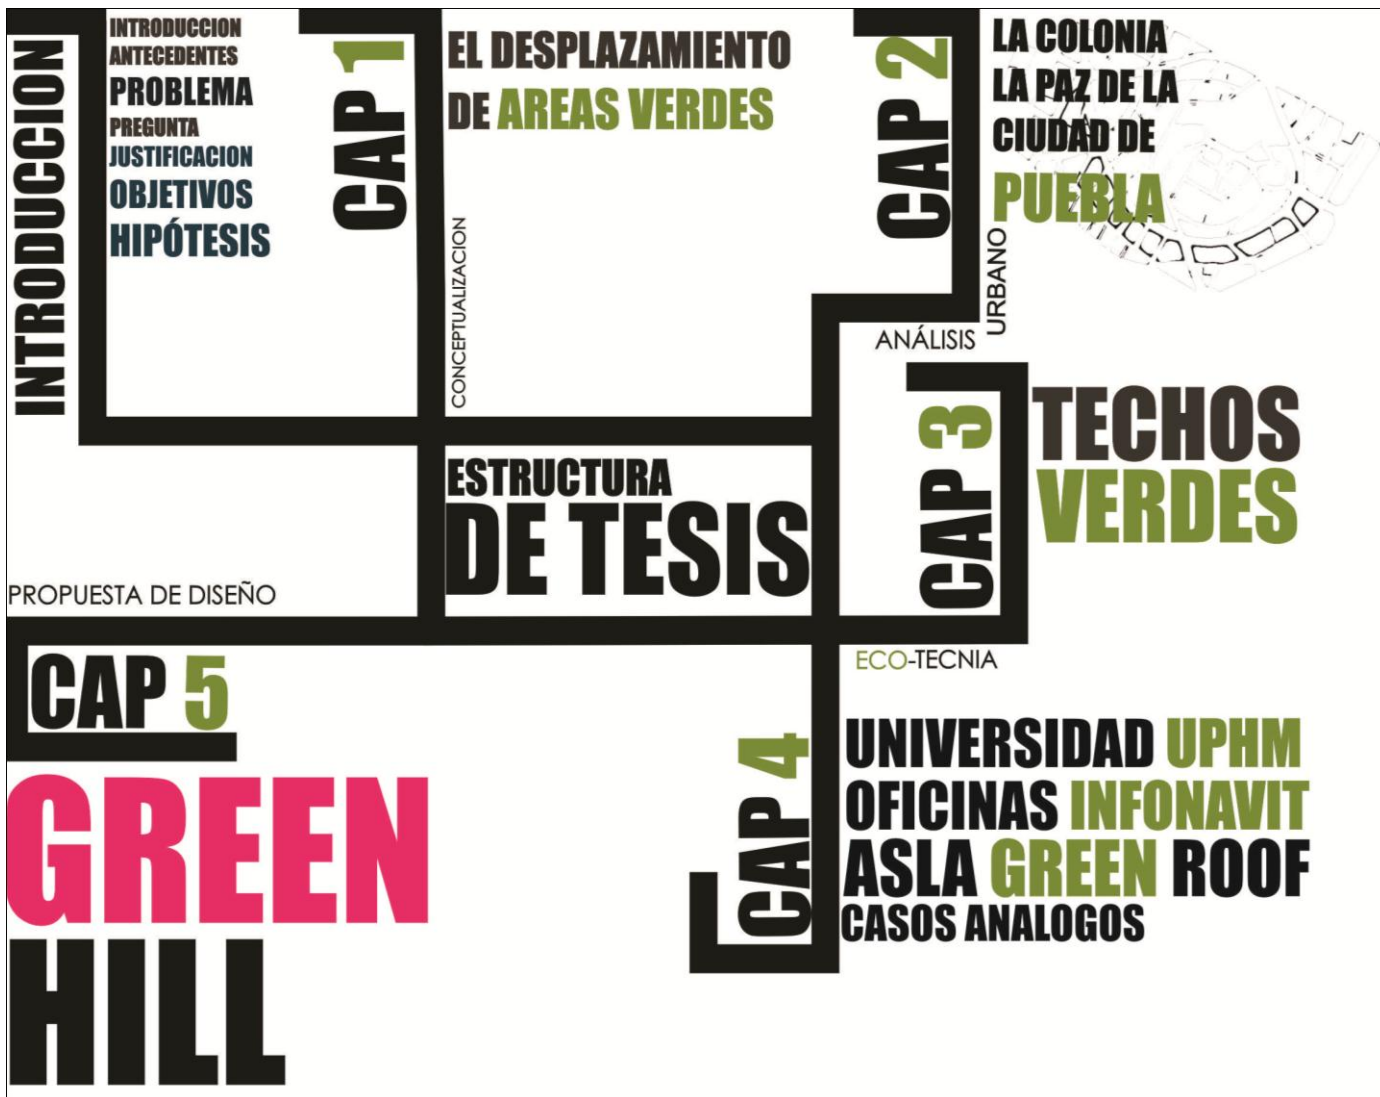 INTRODUCCION
INTRODUCCION
ANTECEDENTES
PROBLEMA
PREGUNTA
JUSTIFICACION
OBJETIVOS
HIPÓTESIS
CAP 1
EL DESPLAZAMIENTO
DE AREAS VERDES
CONCEPTUALIZACION
CAP 2
LA COLONIA
LA PAZ DE LA
CIUDAD DE
PUEBLA
ANÁLISIS
URBANO
ESTRUCTURA
DE TESIS
CAP 3
TECHOS
VERDES
ECO-TECNIA
CAP 4
UNIVERSIDAD UPHM
OFICINAS INFONAVIT
ASLA GREEN ROOF
CASOS ANALOGOS
PROPUESTA DE DISEÑO
CAP 5
GREEN
HILL